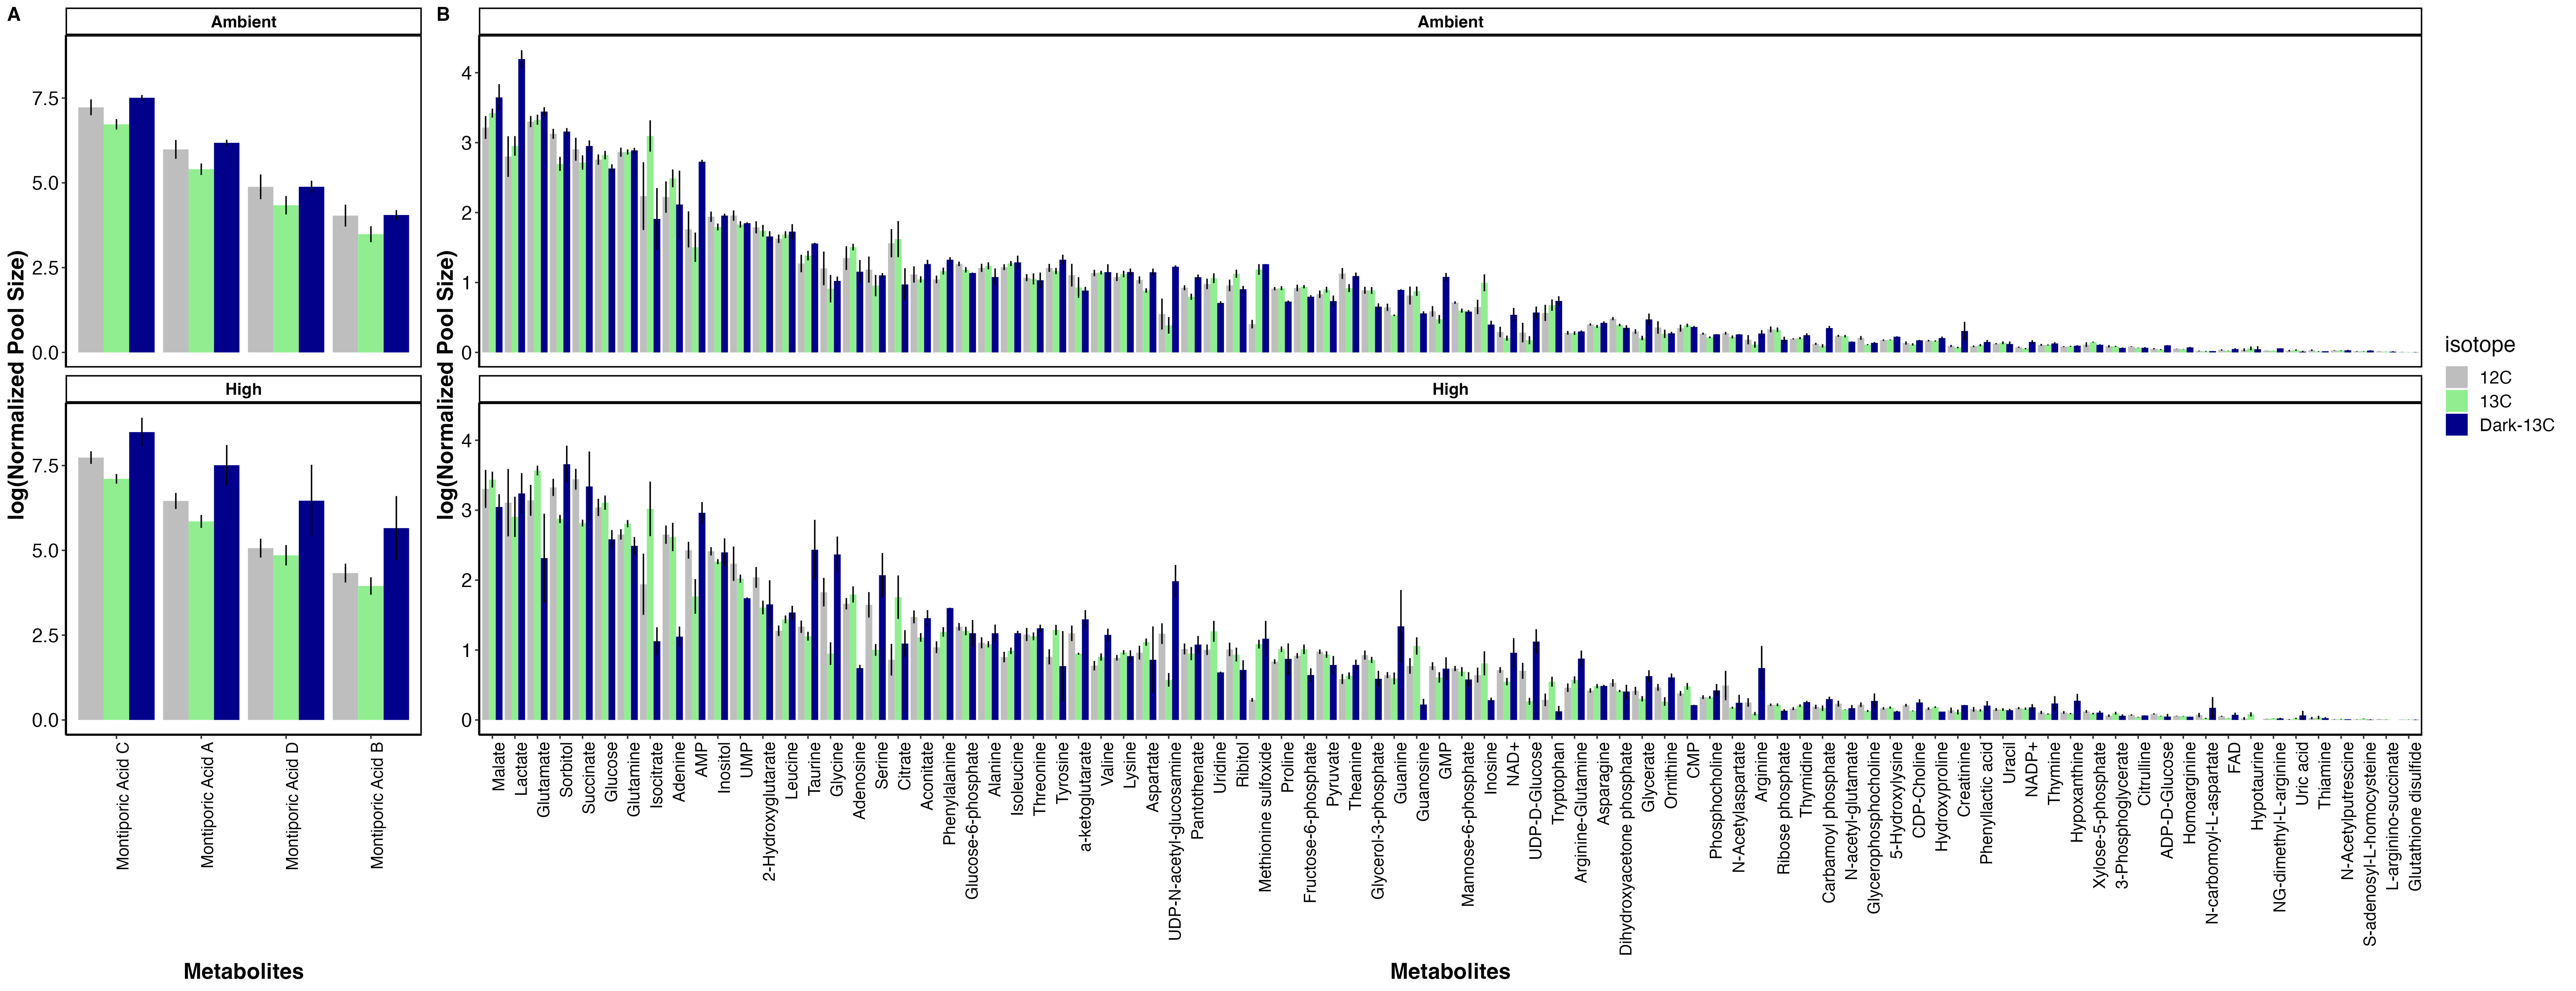 A
Ambient
7.5
5.0
2.5
0.0
High
7.5
5.0
2.5
0.0
log(Normalized Pool Size)
Montiporic Acid C
Montiporic Acid A
Montiporic Acid D
Montiporic Acid B
Metabolites
B
Ambient
4
3
2
1
0
High
4
3
2
1
0
log(Normalized Pool Size)
Malate
Lactate
Glutamate
Sorbitol
Succinate
Glucose
Glutamine
Isocitrate
Adenine
AMP
Inositol
UMP
2-Hydroxyglutarate
Leucine
Taurine
Glycine
Adenosine
Serine
Citrate
Aconitate
Phenylalanine
Glucose-6-phosphate
Alanine
Isoleucine
Threonine
Tyrosine
a-ketoglutarate
Valine
Lysine
Aspartate
UDP-N-acetyl-glucosamine
Pantothenate
Uridine
Ribitol
Methionine sulfoxide
Proline
Fructose-6-phosphate
Pyruvate
Theanine
Glycerol-3-phosphate
Guanine
Guanosine
GMP
Mannose-6-phosphate
Inosine
NAD+
UDP-D-Glucose
Tryptophan
Arginine-Glutamine
Asparagine
Dihydroxyacetone phosphate
Glycerate
Ornithine
CMP
Phosphocholine
N-Acetylaspartate
Arginine
Ribose phosphate
Thymidine
Carbamoyl phosphate
N-acetyl-glutamate
Glycerophosphocholine
5-Hydroxylysine
CDP-Choline
Hydroxyproline
Creatinine
Phenyllactic acid
Uracil
NADP+
Thymine
Hypoxanthine
Xylose-5-phosphate
3-Phosphoglycerate
Citrulline
ADP-D-Glucose
Homoarginine
N-carbomoyl-L-aspartate
FAD
Hypotaurine
NG-dimethyl-L-arginine
Uric acid
Thiamine
N-Acetylputrescine
S-adenosyl-L-homocysteine
L-arginino-succinate
Glutathione disulfide
Metabolites
isotope
12C
13C
Dark-13C